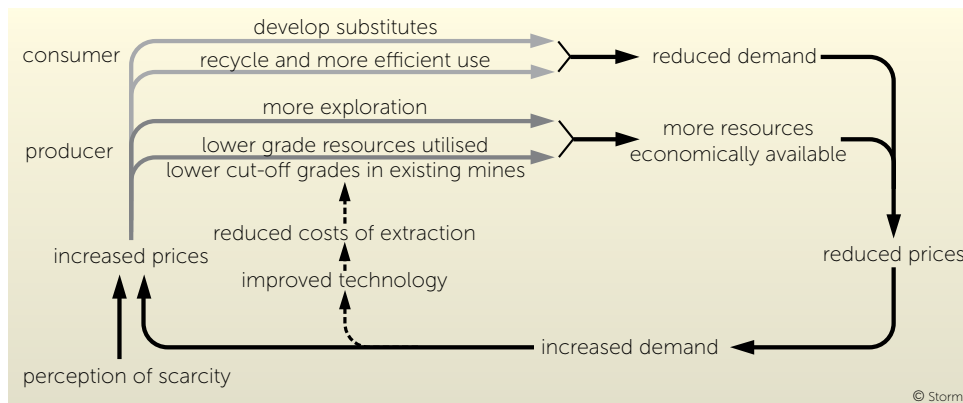 develop substitutes
consumer
recycle and more efficient use
reduced demand
more exploration
producer
lower grade resources utilised
lower cut-off grades in existing mines
more resources
economically available
reduced costs of extraction
increased prices
reduced prices
improved technology
increased demand
perception of scarcity
© Storm